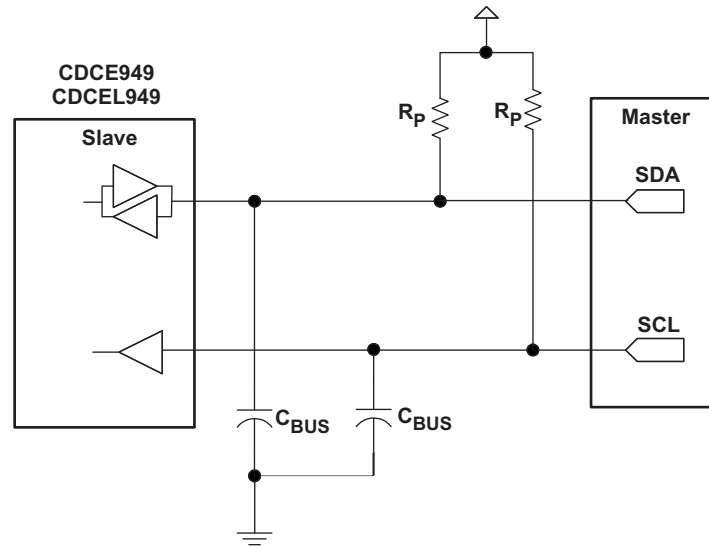 CDCE949
CDCEL949
Slave
R_P
R_P
Master
SDA
SCL
C_BUS
C_BUS